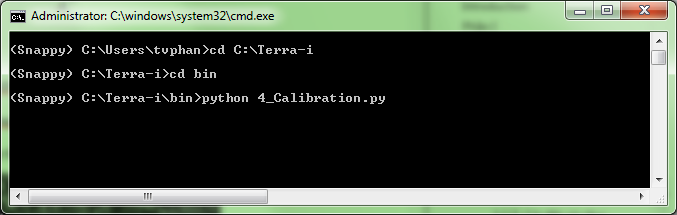 Administrator: C:\windows\system32\cmd.exe
(Snappy) C:\Users\tvphan>cd C:\Terra-i
(Snappy) C:\Terra-i>cd bin
(Snappy) C:\Terra-i\bin>python 4_Calibration.py